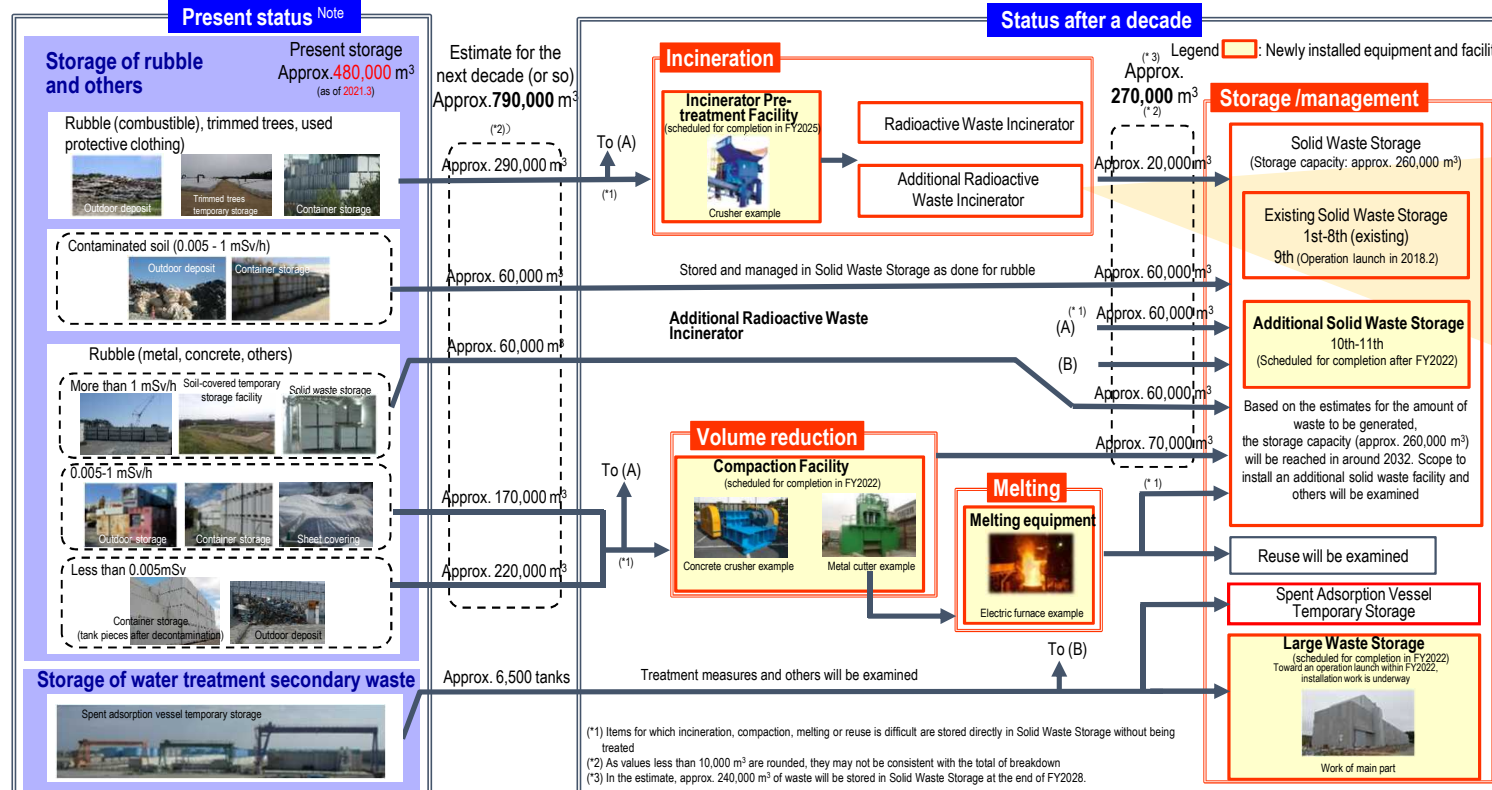 Present status Note
Storage of rubble
and others
Present storage
Approx.480,000 m³
(as of 2021.3)
Rubble (combustible), trimmed trees, used
protective clothing)
Outdoor deposit
Trimmed trees
temporary storage
Container storage
Contaminated soil (0.005 - 1 mSv/h)
Outdoor deposit
Container storage
Rubble (metal, concrete, others)
More than 1 mSv/h
Soil-covered temporary
storage facility
Solid waste storage
0.005-1 mSv/h
Outdoor storage
Container storage
Sheet covering
Less than 0.005mSv
Container storage
(tank pieces after decontamination)
Outdoor deposit
Storage of water treatment secondary waste
Spent adsorption vessel temporary storage
Estimate for the
next decade (or so)
Approx.790,000 m³
(*2)
Approx. 290,000 m³
Approx. 60,000 m³
Approx. 60,000 m³
Approx. 170,000 m³
Approx. 220,000 m³
Approx. 6,500 tanks
Status after a decade
Legend : Newly installed equipment and facilit
To (A)
(*1)
Incineration
Incinerator Pre-
treatment Facility
(scheduled for completion in FY2025)
Crusher example
Radioactive Waste Incinerator
Additional Radioactive
Waste Incinerator
Stored and managed in Solid Waste Storage as done for rubble
Additional Radioactive Waste
Incinerator
To (A)
(*1)
Volume reduction
Compaction Facility
(scheduled for completion in FY2022)
Concrete crusher example
Metal cutter example
Melting
Melting equipment
Electric furnace example
Treatment measures and others will be examined
To (B)
(* 3)
Approx.
270,000 m³
(* 2)
Approx. 20,000 m³
Approx. 60,000 m³
(* 1)
(A)
Approx. 60,000 m³
(B)
Approx. 60,000 m³
Approx. 70,000 m³
(* 1)
Storage /management
Solid Waste Storage
(Storage capacity: approx. 260,000 m³)
Existing Solid Waste Storage
1st-8th (existing)
9th (Operation launch in 2018.2)
Additional Solid Waste Storage
10th-11th
(Scheduled for completion after FY2022)
Based on the estimates for the amount of
waste to be generated,
the storage capacity (approx. 260,000 m³)
will be reached in around 2032. Scope to
install an additional solid waste facility and
others will be examined
Reuse will be examined
Spent Adsorption Vessel
Temporary Storage
Large Waste Storage
(scheduled for completion in FY2022)
Toward an operation launch within FY2022,
installation work is underway
Work of main part
(*1) Items for which incineration, compaction, melting or reuse is difficult are stored directly in Solid Waste Storage without being
treated
(*2) As values less than 10,000 m³ are rounded, they may not be consistent with the total of breakdown
(*3) In the estimate, approx. 240,000 m³ of waste will be stored in Solid Waste Storage at the end of FY2028.